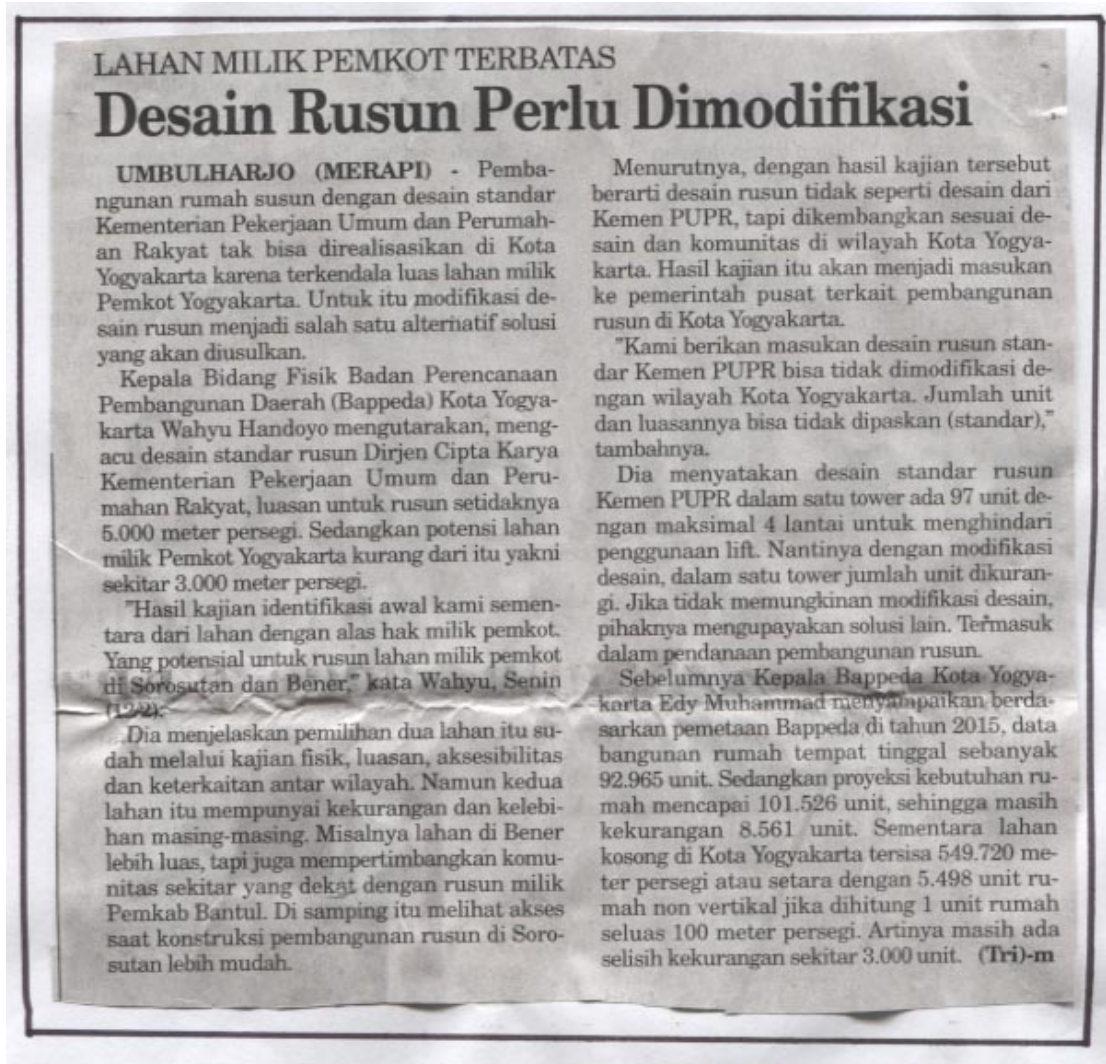 LAHAN MILIK PEMKOT TERBATAS
Desain Rusun Perlu Dimodifikasi
UMBULHARJO (MERAPI) - Pemba-
ngunan rumah susun dengan desain standar
Kementerian Pekerjaan Umum dan Perumah-
an Rakyat tak bisa direalisasikan di Kota
Yogyakarta karena terkendala luas lahan milik
Pemkot Yogyakarta. Untuk itu modifikasi de-
sain rusun menjadi salah satu alternatif solusi
yang akan diusulkan.
Kepala Bidang Fisik Badan Perencanaan
Pembangunan Daerah (Bappeda) Kota Yogya-
karta Wahyu Handoyo mengutarakan, meng-
acu desain standar rusun Dirjen Cipta Karya
Kementerian Pekerjaan Umum dan Peru-
mahan Rakyat, luasan untuk rusun setidaknya
5.000 meter persegi. Sedangkan potensi lahan
milik Pemkot Yogyakarta kurang dari itu yakni
sekitar 3.000 meter persegi.
"Hasil kajian identifikasi awal kami semen-
tara dari lahan dengan alas hak milik pemkot.
Yang potensial untuk rusun lahan milik pemkot
di Sorosutan dan Bener," kata Wahyu, Senin
(12/2).
Dia menjelaskan pemilihan dua lahan itu su-
dah melalui kajian fisik, luasan, aksesibilitas
dan keterkaitan antar wilayah. Namun kedua
lahan itu mempunyai kekurangan dan kelebi-
han masing-masing. Misalnya lahan di Bener
lebih luas, tapi juga mempertimbangkan komu-
nitas sekitar yang dekat dengan rusun milik
Pemkab Bantul. Di samping itu melihat akses
saat konstruksi pembangunan rusun di Soro-
sutan lebih mudah.
Menurutnya, dengan hasil kajian tersebut
berarti desain rusun tidak seperti desain dari
Kemen PUPR, tapi dikembangkan sesuai de-
sain dan komunitas di wilayah Kota Yogya-
karta. Hasil kajian itu akan menjadi masukan
ke pemerintah pusat terkait pembangunan
rusun di Kota Yogyakarta.
"Kami berikan masukan desain rusun stan-
dar Kemen PUPR bisa tidak dimodifikasi de-
ngan wilayah Kota Yogyakarta. Jumlah unit
dan luasannya bisa tidak dipaskan (standar),"
tambahnya.
Dia menyatakan desain standar rusun
Kemen PUPR dalam satu tower ada 97 unit de-
ngan maksimal 4 lantai untuk menghindari
penggunaan lift. Nantinya dengan modifikasi
desain, dalam satu tower jumlah unit dikuran-
gi. Jika tidak memungkinan modifikasi desain,
pihaknya mengupayakan solusi lain. Termasuk
dalam pendanaan pembangunan rusun.
Sebelumnya Kepala Bappeda Kota Yogya-
karta Edy Muhammad menyampaikan berda-
sarkan pemetaan Bappeda di tahun 2015, data
bangunan rumah tempat tinggal sebanyak
92.965 unit. Sedangkan proyeksi kebutuhan ru-
mah mencapai 101.526 unit, sehingga masih
kekurangan 8.561 unit. Sementara lahan
kosong di Kota Yogyakarta tersisa 549.720 me-
ter persegi atau setara dengan 5.498 unit ru-
mah non vertikal jika dihitung 1 unit rumah
seluas 100 meter persegi. Artinya masih ada
selisih kekurangan sekitar 3.000 unit. (Tri)-m